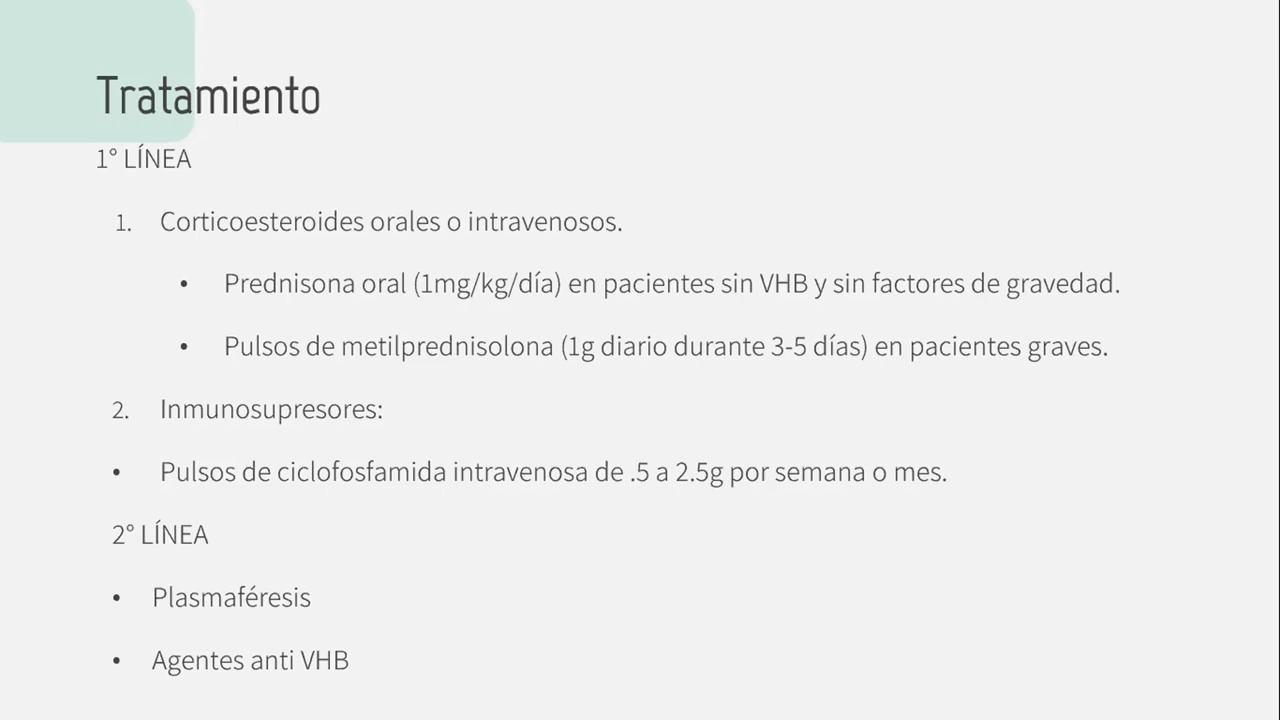 Tratamiento
1° LÍNEA
1. Corticoesteroides orales o intravenosos.
• Prednisona oral (1mg/kg/día) en pacientes sin VHB y sin factores de gravedad.
• Pulsos de metilprednisolona (1g diario durante 3-5 días) en pacientes graves.
2. Inmunosupresores:
• Pulsos de ciclofosfamida intravenosa de .5 a 2.5g por semana o mes.
2° LÍNEA
• Plasmaféresis
• Agentes anti VHB